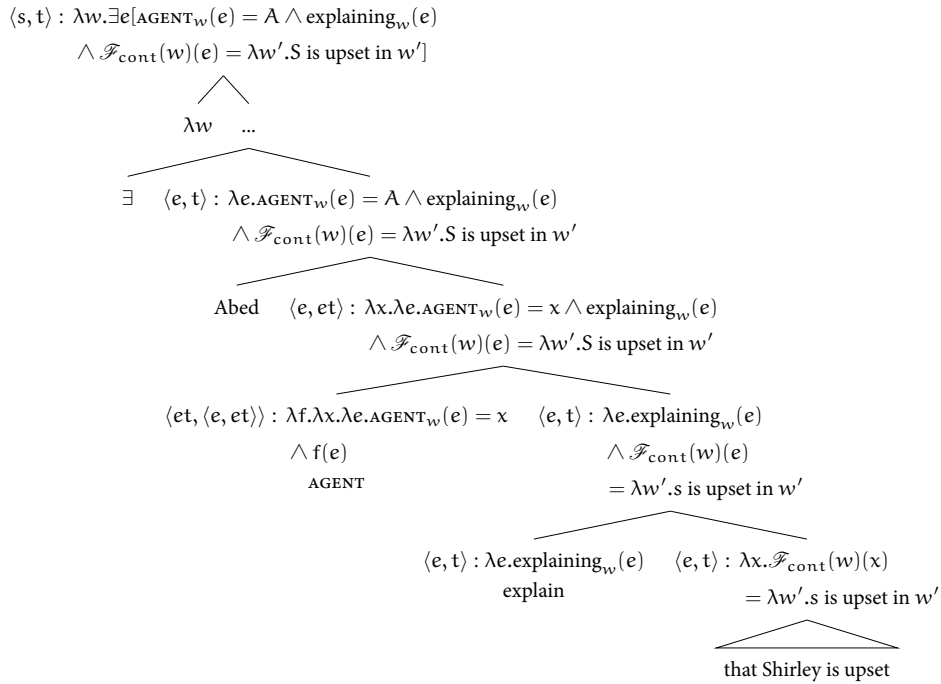 ⟨s, t⟩ : λw.∃e[AGENT_w(e) = A ∧ explaining_w(e)
∧ ℱ_cont(w)(e) = λw′.S is upset in w′]
λw ...
∃ ⟨e, t⟩ : λe.AGENT_w(e) = A ∧ explaining_w(e)
∧ ℱ_cont(w)(e) = λw′.S is upset in w′
Abed ⟨e, et⟩ : λx.λe.AGENT_w(e) = x ∧ explaining_w(e)
∧ ℱ_cont(w)(e) = λw′.S is upset in w′
⟨et, ⟨e, et⟩⟩ : λf.λx.λe.AGENT_w(e) = x ⟨e, t⟩ : λe.explaining_w(e)
∧ f(e) ∧ ℱ_cont(w)(e)
AGENT = λw′.s is upset in w′
⟨e, t⟩ : λe.explaining_w(e) ⟨e, t⟩ : λx.ℱ_cont(w)(x)
explain = λw′.s is upset in w′
that Shirley is upset